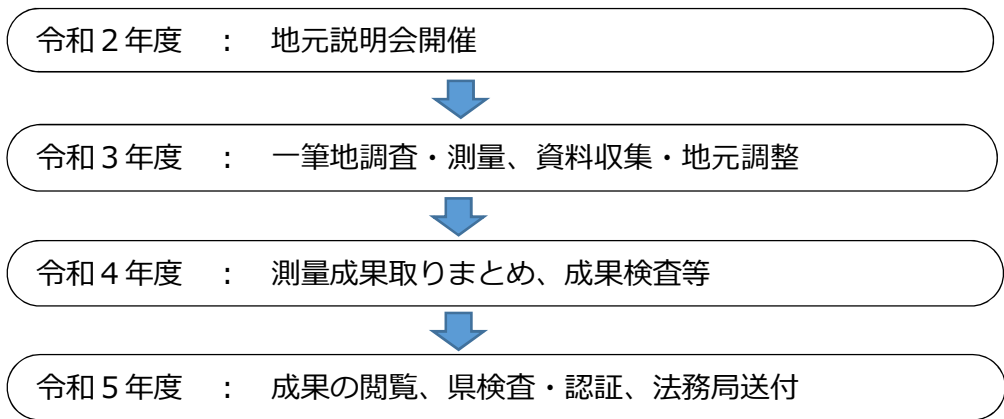 令和２年度　：　地元説明会開催
令和３年度　：　一筆地調査・測量、資料収集・地元調整
令和４年度　：　測量成果取りまとめ、成果検査等
令和５年度　：　成果の閲覧、県検査・認証、法務局送付